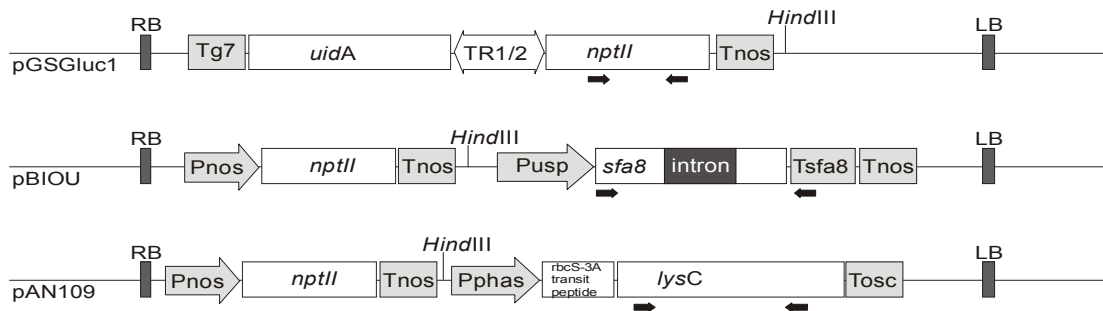 RB HindIII LB
Tg7 uidA TR1/2 nptII Tnos
pGSGluc1
RB HindIII LB
Pnos nptII Tnos Pusp sfa8 intron Tsfa8 Tnos
pBIOU
RB HindIII LB
Pnos nptII Tnos Pphas rbcS-3A transit peptide lysC Tosc
pAN109